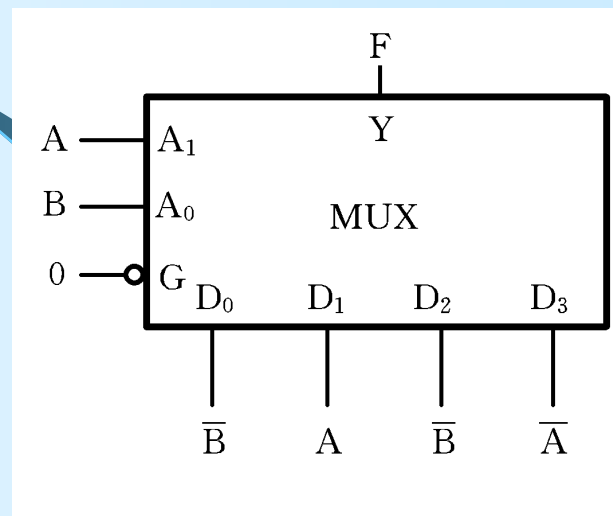 F
Y
A A₁
B A₀
MUX
0 G
D₀ D₁ D₂ D₃
B̅ A B̅ A̅